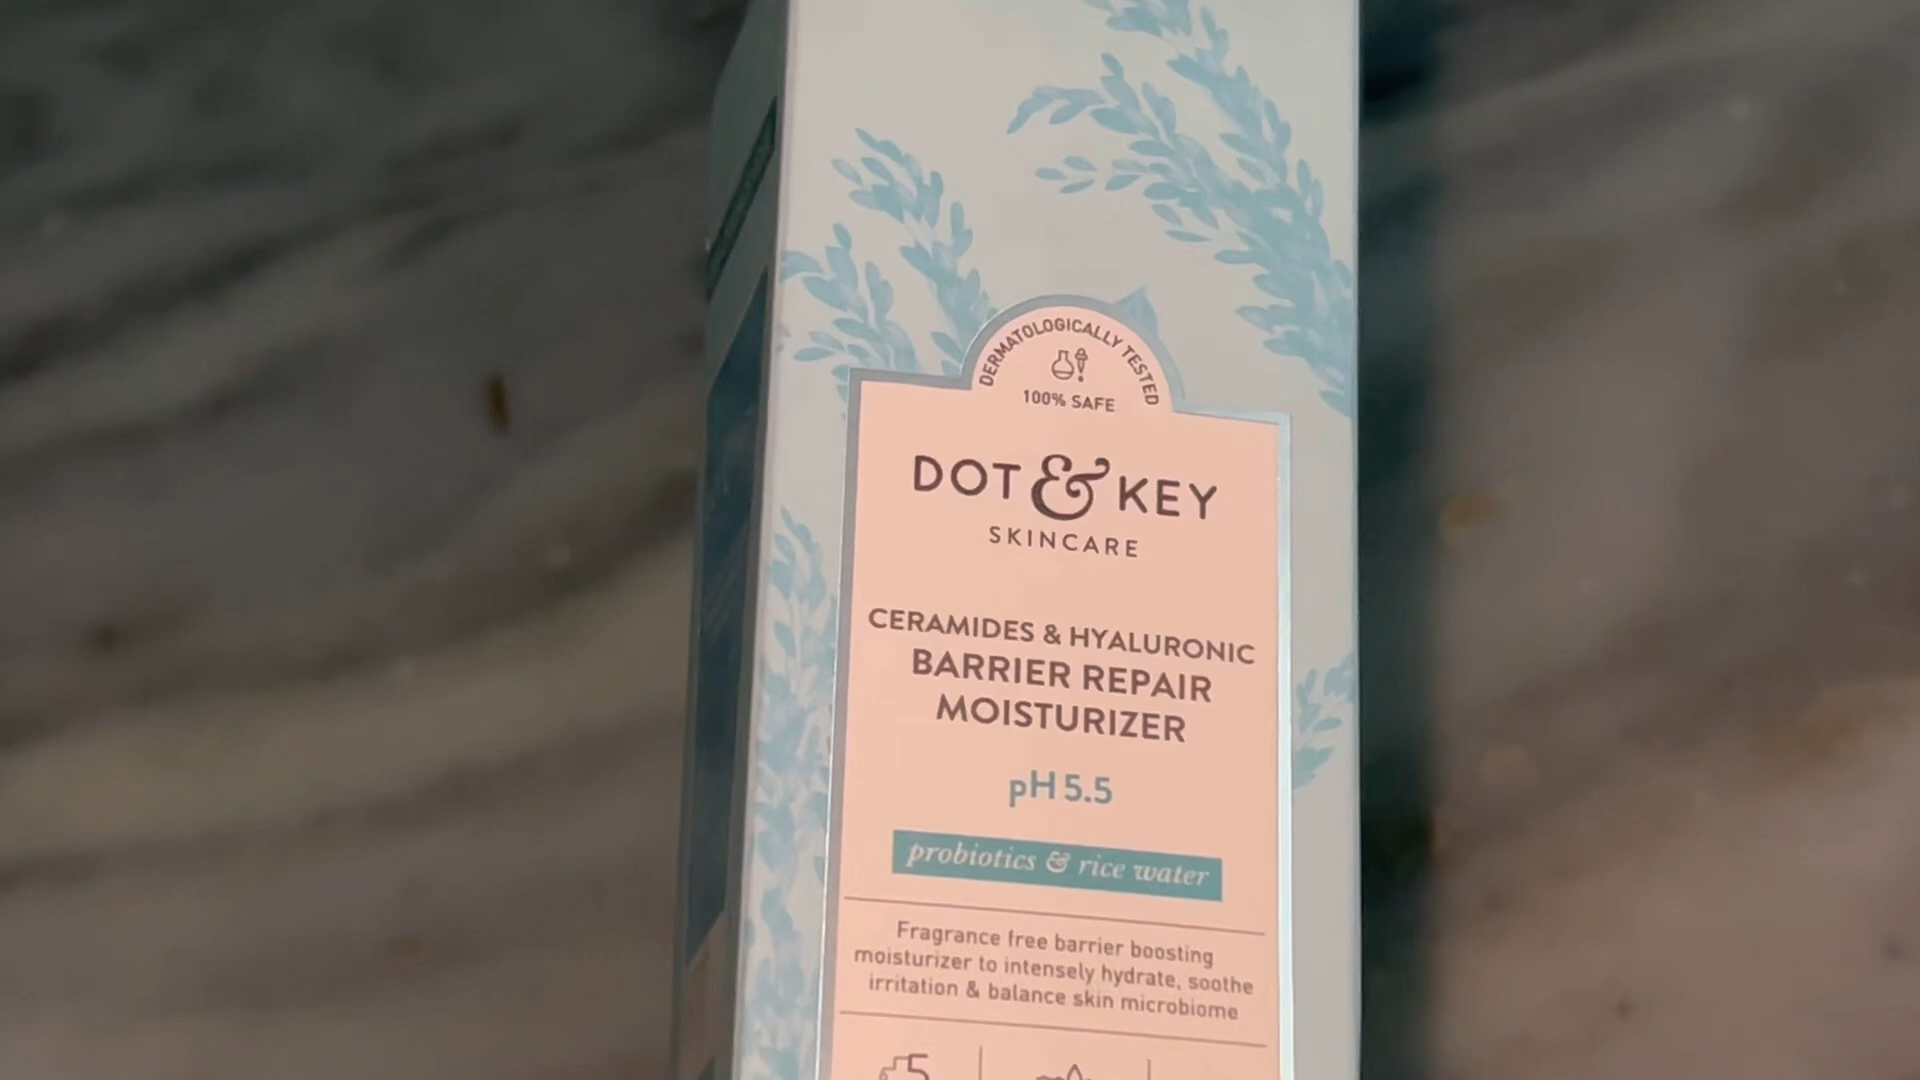 DERMATOLOGICALLY TESTED
100% SAFE
DOT & KEY
SKINCARE
CERAMIDES & HYALURONIC
BARRIER REPAIR
MOISTURIZER
pH 5.5
probiotics & rice water
Fragrance free barrier boosting
moisturizer to intensely hydrate, soothe
irritation & balance skin microbiome
5